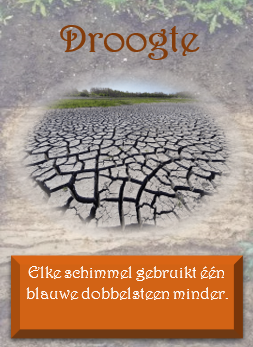 Droogte
Elke schimmel gebruikt één
blauwe dobbelsteen minder.